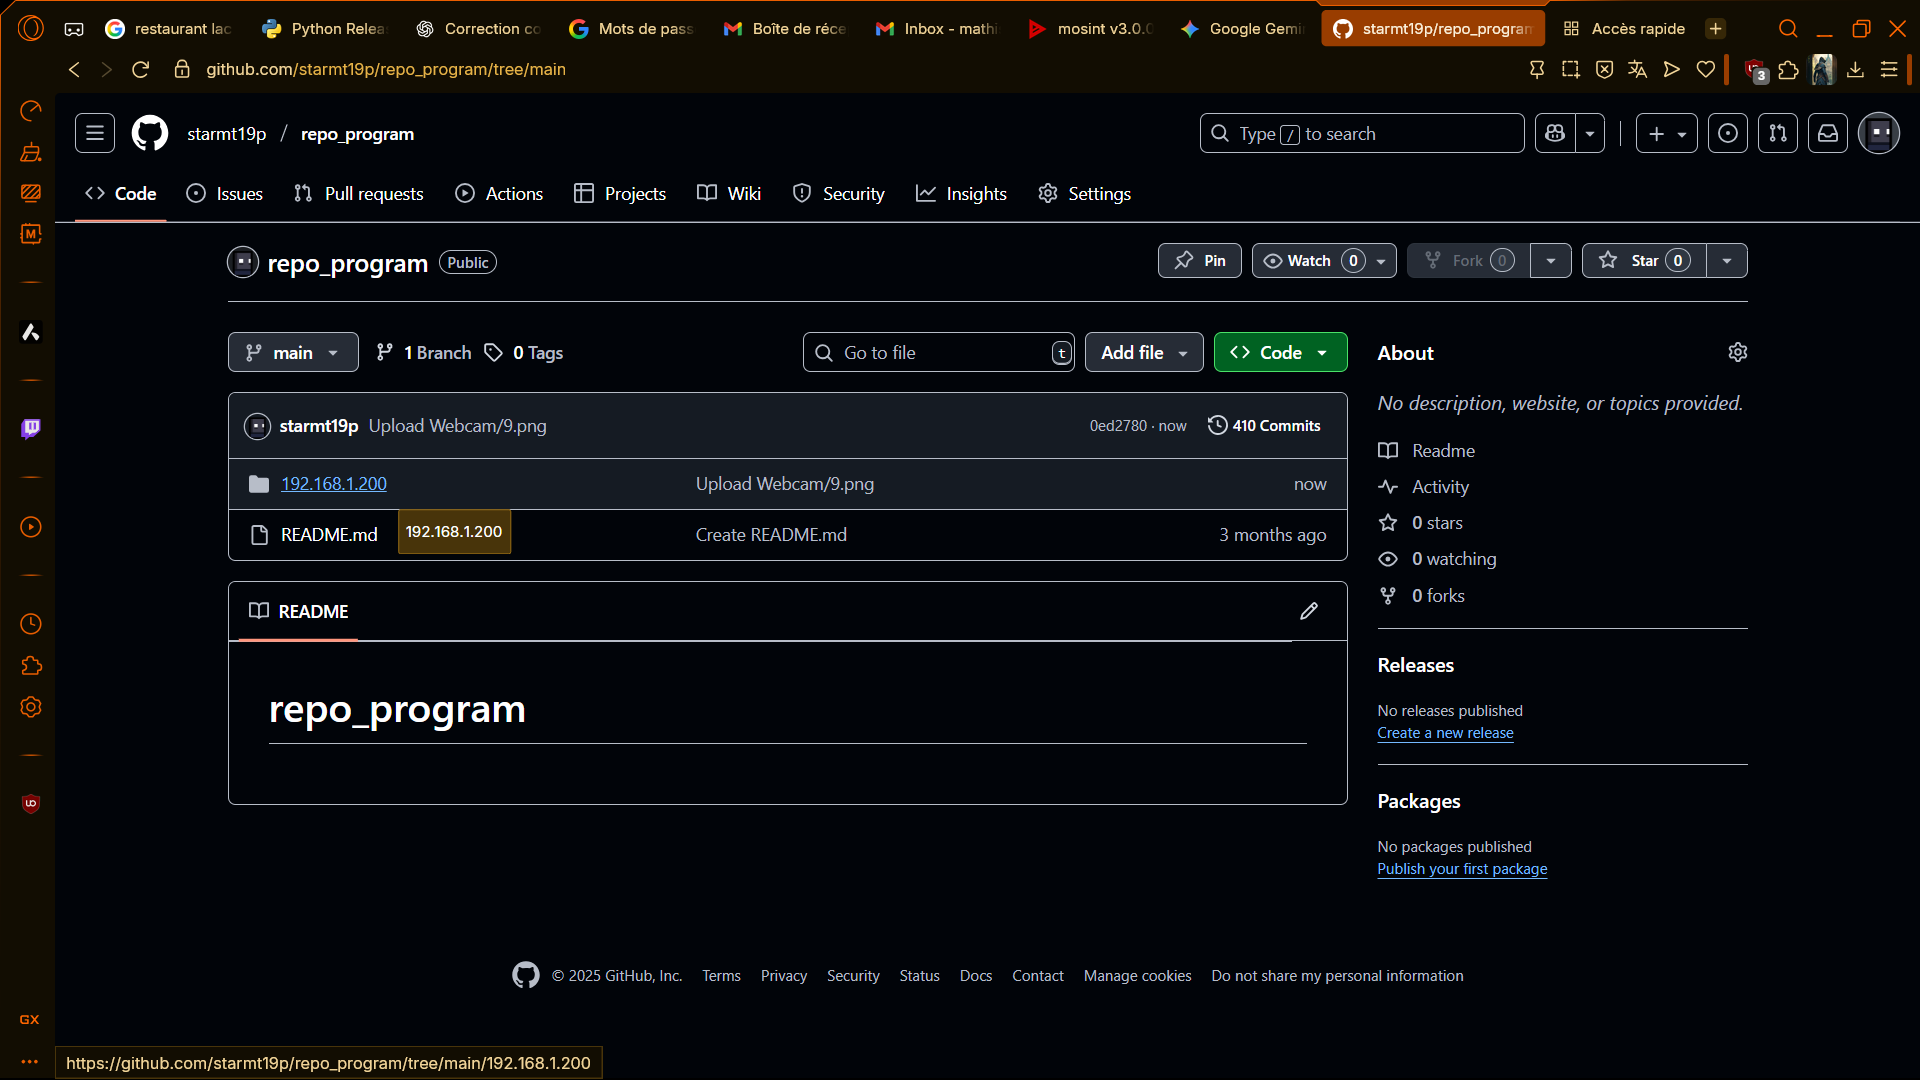 restaurant lac
Python Relea
Correction co
Mots de pass
Boîte de réce
Inbox - mathi
mosint v3.0.0
Google Gemi
starmt19p/repo_program
Accès rapide
github.com/starmt19p/repo_program/tree/main
3
starmt19p / repo_program
Type / to search
Code
Issues
Pull requests
Actions
Projects
Wiki
Security
Insights
Settings
repo_program Public
Pin
Watch 0
Fork 0
Star 0
main
1 Branch
0 Tags
Go to file t
Add file
Code
starmt19p Upload Webcam/9.png 0ed2780 · now 410 Commits
192.168.1.200 Upload Webcam/9.png now
README.md Create README.md 3 months ago
192.168.1.200
README
repo_program
About
No description, website, or topics provided.
Readme
Activity
0 stars
0 watching
0 forks
Releases
No releases published
Create a new release
Packages
No packages published
Publish your first package
© 2025 GitHub, Inc. Terms Privacy Security Status Docs Contact Manage cookies Do not share my personal information
GX
https://github.com/starmt19p/repo_program/tree/main/192.168.1.200